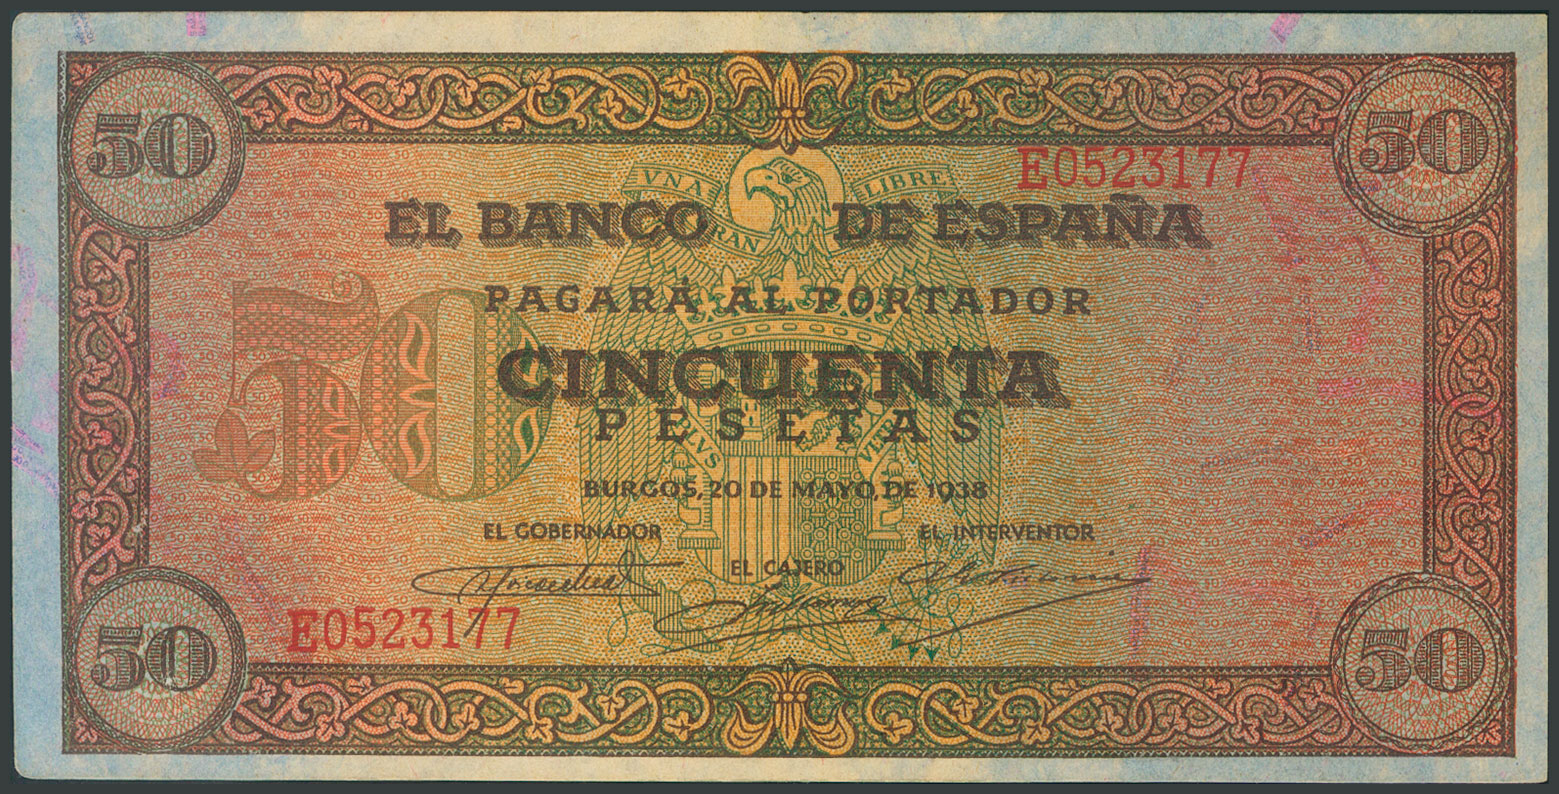 50
50
E0523177
VNA
GRAN
LIBRE
EL BANCO DE ESPAÑA
PAGARÁ AL PORTADOR
50
CINCUENTA
PESETAS
BURGOS, 20 DE MAYO, DE 1938
EL GOBERNADOR
EL INTERVENTOR
EL CAJERO
E0523177
50
50